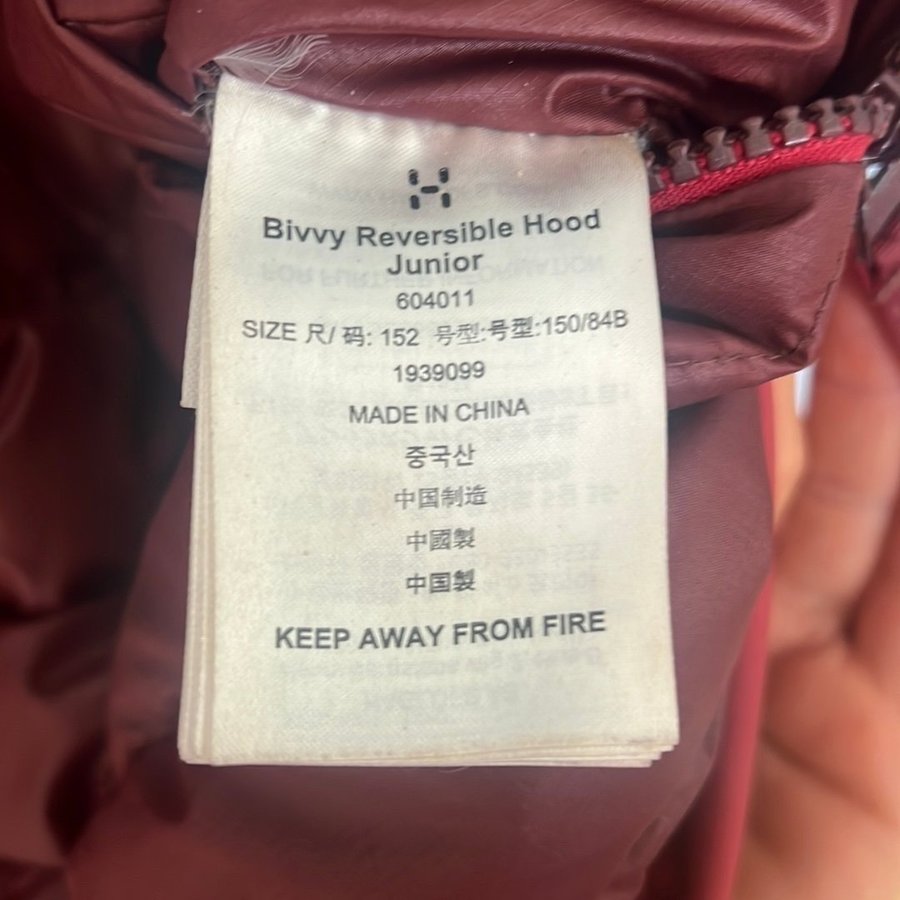 Bivvy Reversible Hood
Junior
604011
SIZE 尺/ 码: 152 号型:号型:150/84B
1939099
MADE IN CHINA
중국산
中国制造
中國製
中国製
KEEP AWAY FROM FIRE